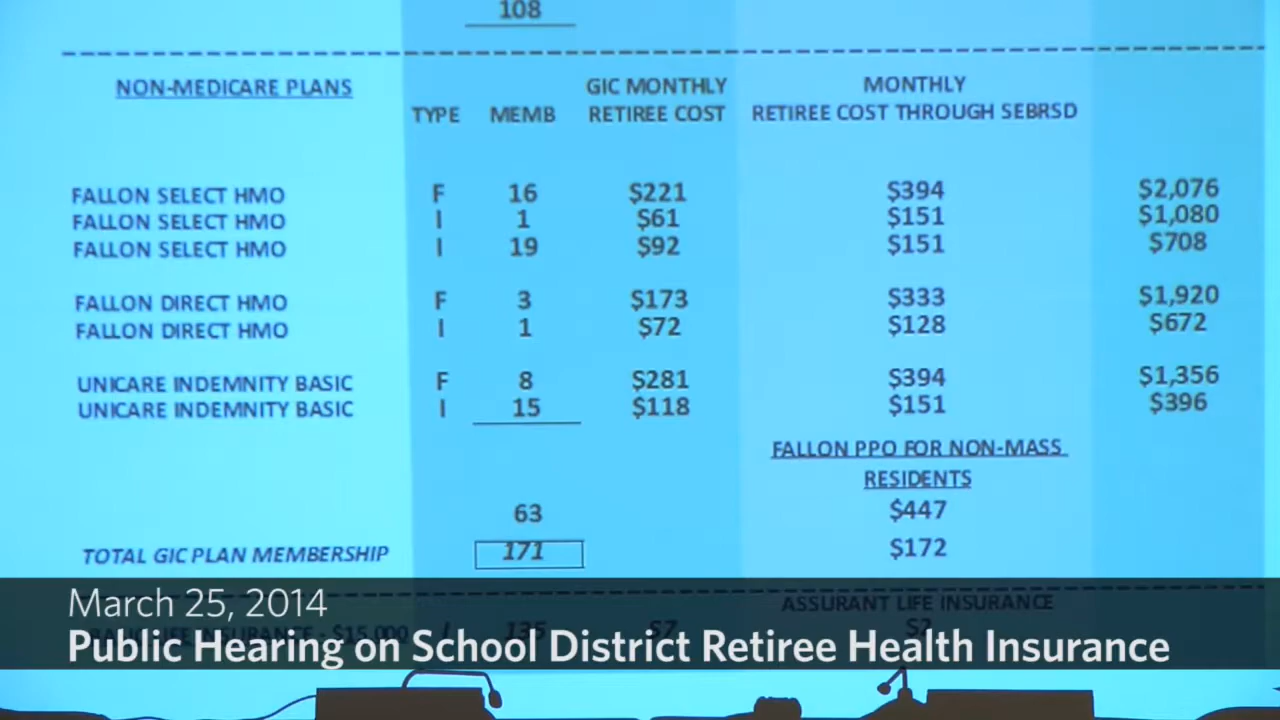 108
NON-MEDICARE PLANS TYPE MEMB GIC MONTHLY RETIREE COST MONTHLY RETIREE COST THROUGH SEBRSD
FALLON SELECT HMO F 16 $221 $394 $2,076
FALLON SELECT HMO I 1 $61 $151 $1,080
FALLON SELECT HMO I 19 $92 $151 $708
FALLON DIRECT HMO F 3 $173 $333 $1,920
FALLON DIRECT HMO I 1 $72 $128 $672
UNICARE INDEMNITY BASIC F 8 $281 $394 $1,356
UNICARE INDEMNITY BASIC I 15 $118 $151 $396
FALLON PPO FOR NON-MASS
RESIDENTS
63 $447
TOTAL GIC PLAN MEMBERSHIP 171 $172
ASSURANT LIFE INSURANCE
March 25, 2014
Public Hearing on School District Retiree Health Insurance